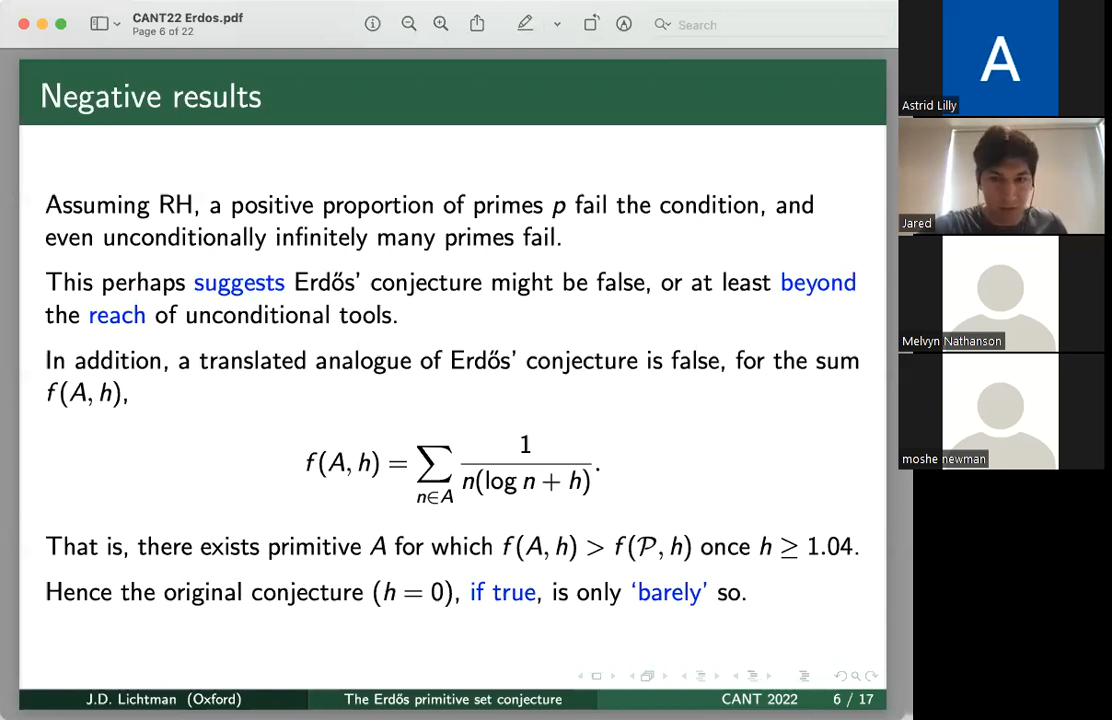 CANT22 Erdos.pdf
Page 6 of 22
Search
Negative results
Assuming RH, a positive proportion of primes p fail the condition, and
even unconditionally infinitely many primes fail.
This perhaps suggests Erdős' conjecture might be false, or at least beyond
the reach of unconditional tools.
In addition, a translated analogue of Erdős' conjecture is false, for the sum
f(A, h),
f(A, h) = ∑_{n∈A} 1/(n(log n + h)).
That is, there exists primitive A for which f(A, h) > f(𝒫, h) once h ≥ 1.04.
Hence the original conjecture (h = 0), if true, is only ‘barely’ so.
J.D. Lichtman (Oxford) The Erdős primitive set conjecture CANT 2022 6 / 17
A
Astrid Lilly
Jared
Melvyn Nathanson
moshe newman